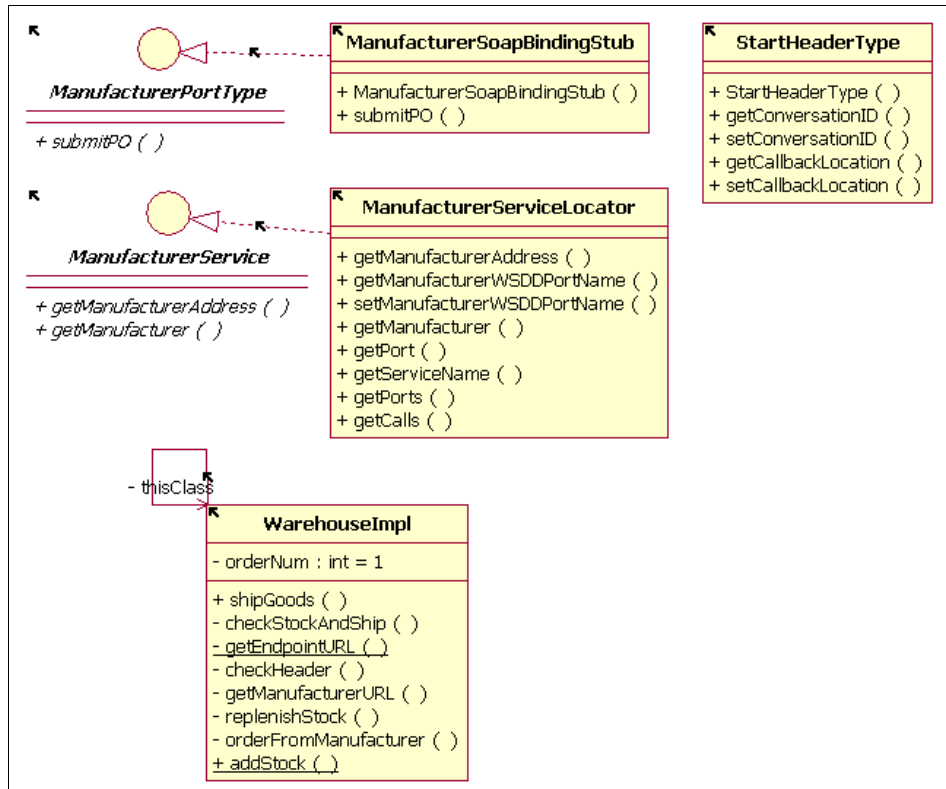 ManufacturerPortType
+ submitPO ( )
ManufacturerSoapBindingStub
+ ManufacturerSoapBindingStub ( )
+ submitPO ( )
StartHeaderType
+ StartHeaderType ( )
+ getConversationID ( )
+ setConversationID ( )
+ getCallbackLocation ( )
+ setCallbackLocation ( )
ManufacturerService
+ getManufacturerAddress ( )
+ getManufacturer ( )
ManufacturerServiceLocator
+ getManufacturerAddress ( )
+ getManufacturerWSDDPortName ( )
+ setManufacturerWSDDPortName ( )
+ getManufacturer ( )
+ getPort ( )
+ getServiceName ( )
+ getPorts ( )
+ getCalls ( )
- thisClass
WarehouseImpl
- orderNum : int = 1
+ shipGoods ( )
- checkStockAndShip ( )
- getEndpointURL ( )
- checkHeader ( )
- getManufacturerURL ( )
- replenishStock ( )
- orderFromManufacturer ( )
+ addStock ( )